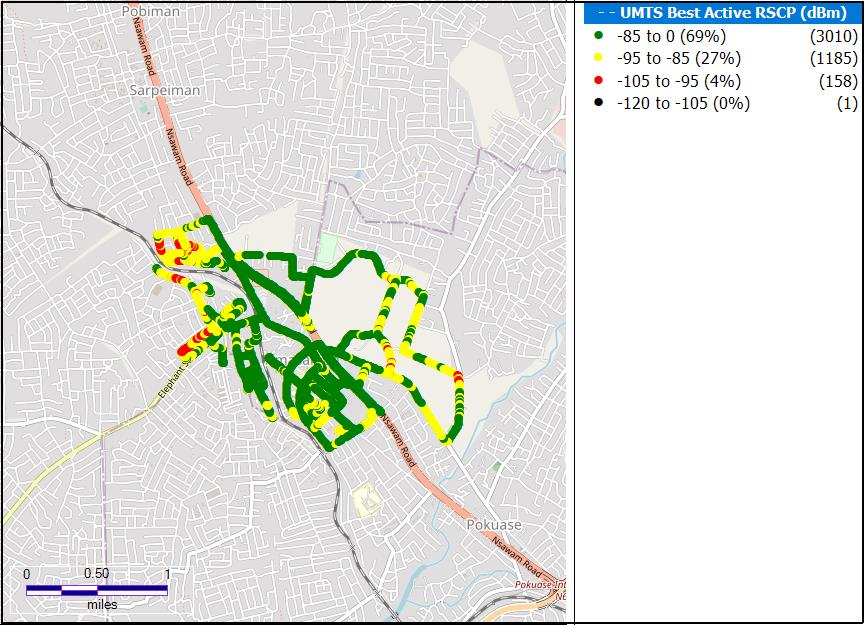 Pobiman
Nsawam Road
Sarpeiman
Nsawam Road
Elephant
Nsawam Road
Pokuase
Nsawam Road
Pokuase Int
0 0.50 1
miles
- - UMTS Best Active RSCP (dBm)
-85 to 0 (69%) (3010)
-95 to -85 (27%) (1185)
-105 to -95 (4%) (158)
-120 to -105 (0%) (1)